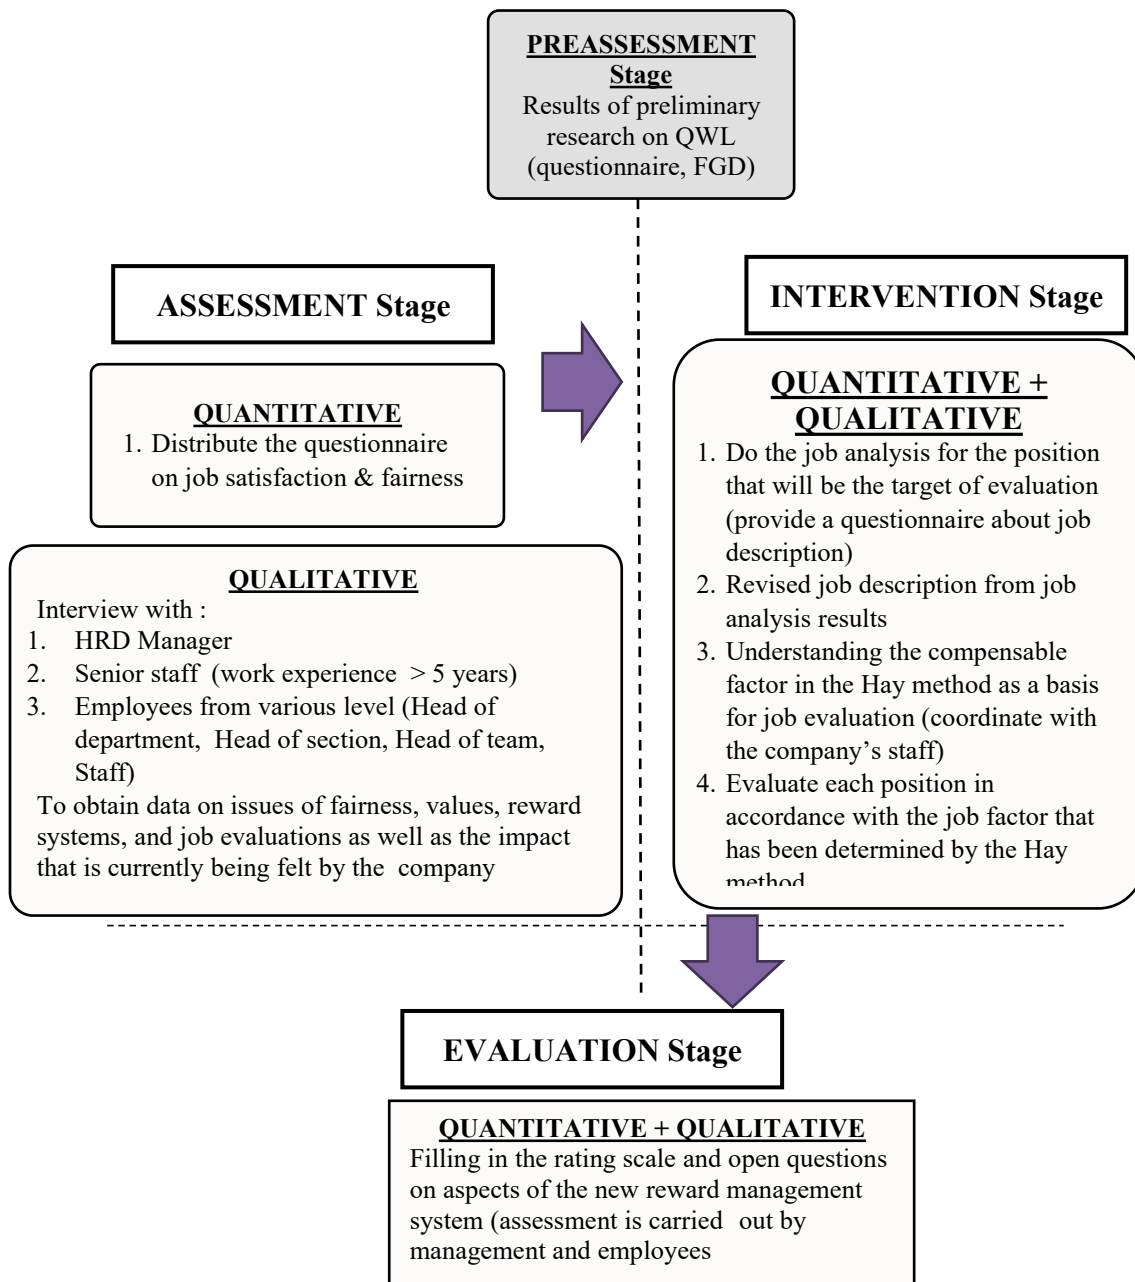 PREASSESSMENT
Stage
Results of preliminary
research on QWL
(questionnaire, FGD)
ASSESSMENT Stage
QUANTITATIVE
1. Distribute the questionnaire
on job satisfaction & fairness
QUALITATIVE
Interview with :
1. HRD Manager
2. Senior staff (work experience > 5 years)
3. Employees from various level (Head of
department, Head of section, Head of team,
Staff)
To obtain data on issues of fairness, values, reward
systems, and job evaluations as well as the impact
that is currently being felt by the company
INTERVENTION Stage
QUANTITATIVE +
QUALITATIVE
1. Do the job analysis for the position
that will be the target of evaluation
(provide a questionnaire about job
description)
2. Revised job description from job
analysis results
3. Understanding the compensable
factor in the Hay method as a basis
for job evaluation (coordinate with
the company's staff)
4. Evaluate each position in
accordance with the job factor that
has been determined by the Hay
method
EVALUATION Stage
QUANTITATIVE + QUALITATIVE
Filling in the rating scale and open questions
on aspects of the new reward management
system (assessment is carried out by
management and employees